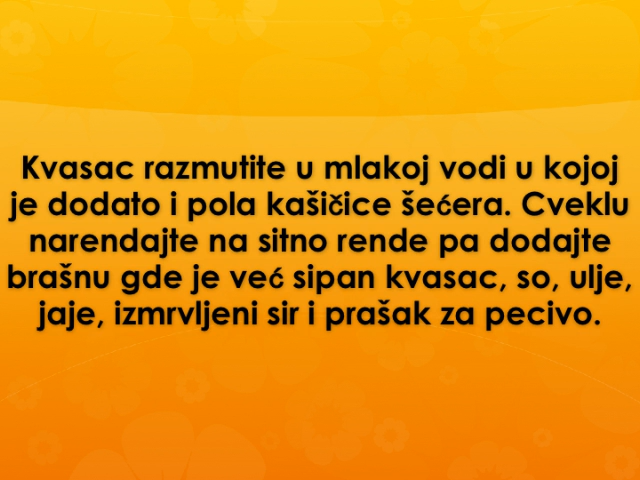 Kvasac razmutite u mlakoj vodi u kojoj
je dodato i pola kašičice šećera. Cveklu
narendajte na sitno rende pa dodajte
brašnu gde je već sipan kvasac, so, ulje,
jaje, izmrvljeni sir i prašak za pecivo.